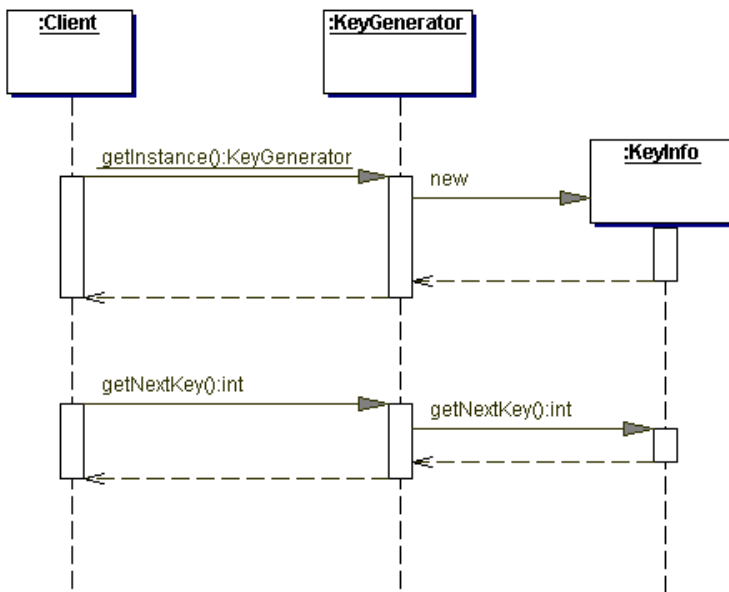 :Client
:KeyGenerator
getInstance():KeyGenerator
:KeyInfo
new
getNextKey():int
getNextKey():int